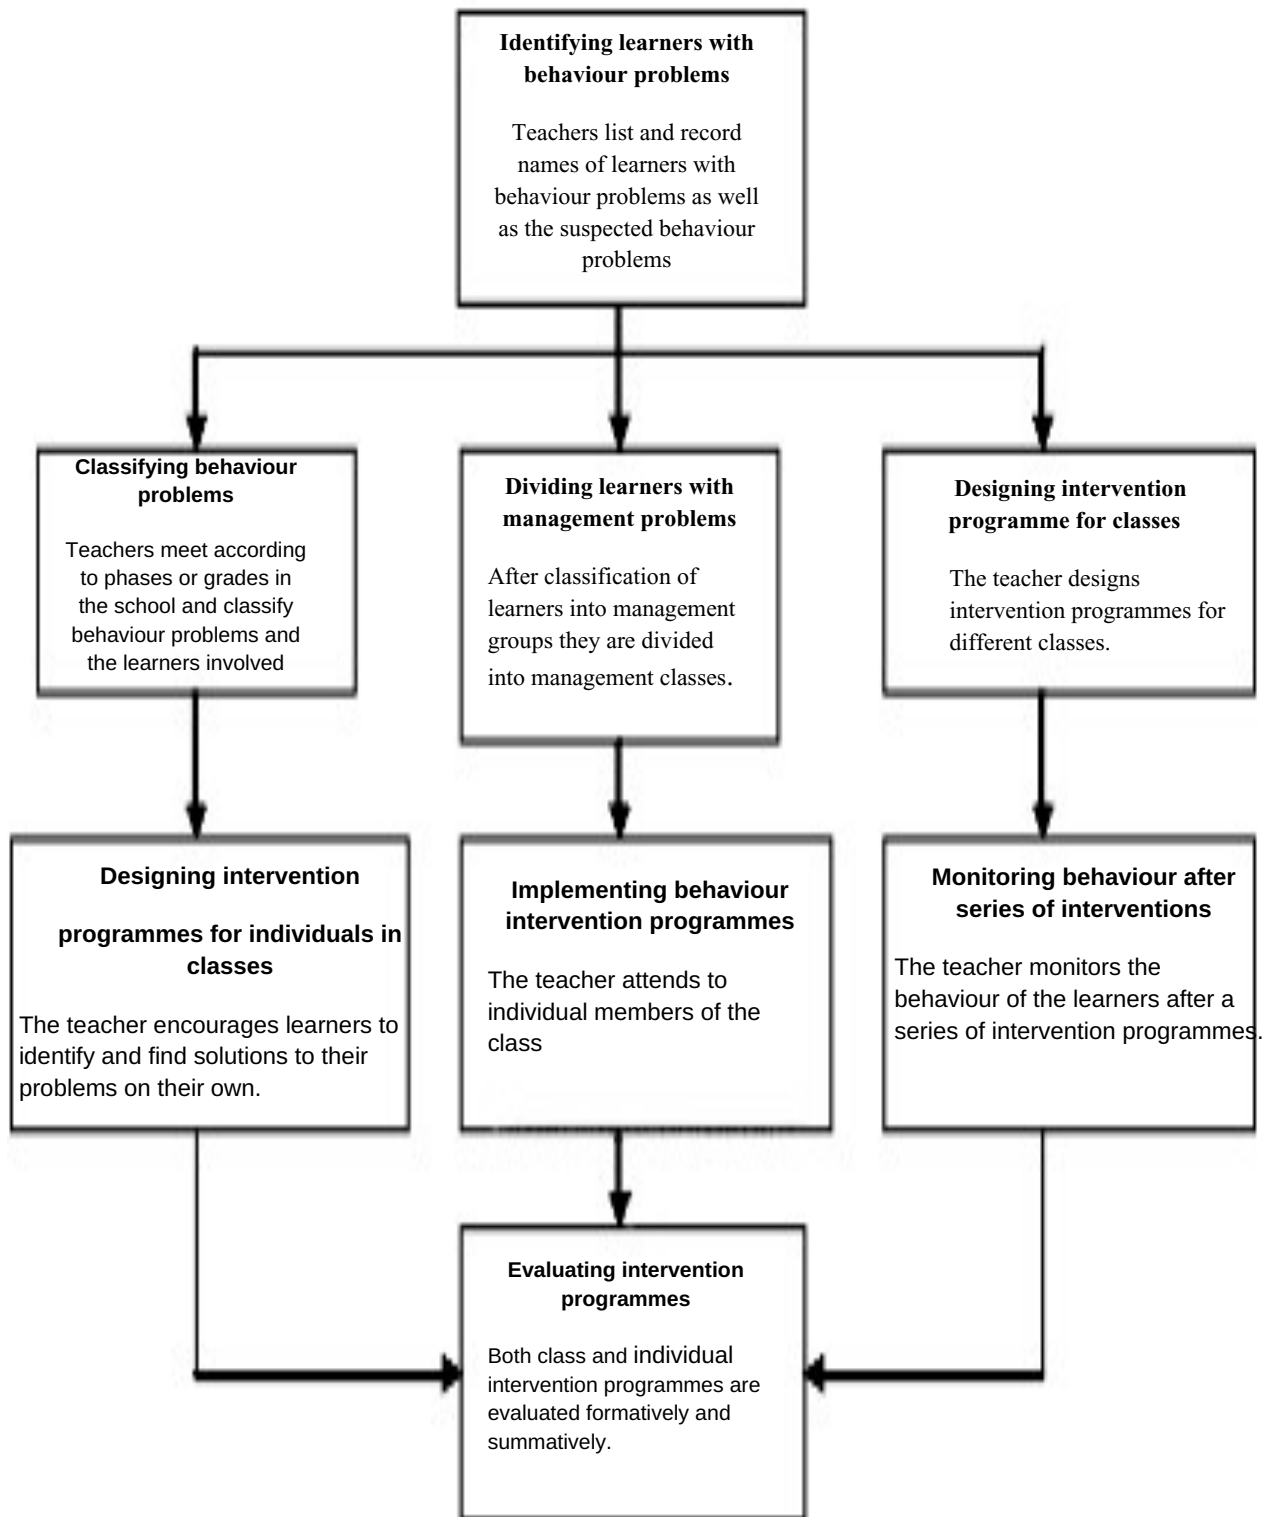 Identifying learners with
behaviour problems
Teachers list and record
names of learners with
behaviour problems as well
as the suspected behaviour
problems
Classifying behaviour
problems
Teachers meet according
to phases or grades in
the school and classify
behaviour problems and
the learners involved
Dividing learners with
management problems
After classification of
learners into management
groups they are divided
into management classes.
Designing intervention
programme for classes
The teacher designs
intervention programmes for
different classes.
Designing intervention
programmes for individuals in
classes
The teacher encourages learners to
identify and find solutions to their
problems on their own.
Implementing behaviour
intervention programmes
The teacher attends to
individual members of the
class
Monitoring behaviour after
series of interventions
The teacher monitors the
behaviour of the learners after a
series of intervention programmes.
Evaluating intervention
programmes
Both class and individual
intervention programmes are
evaluated formatively and
summatively.